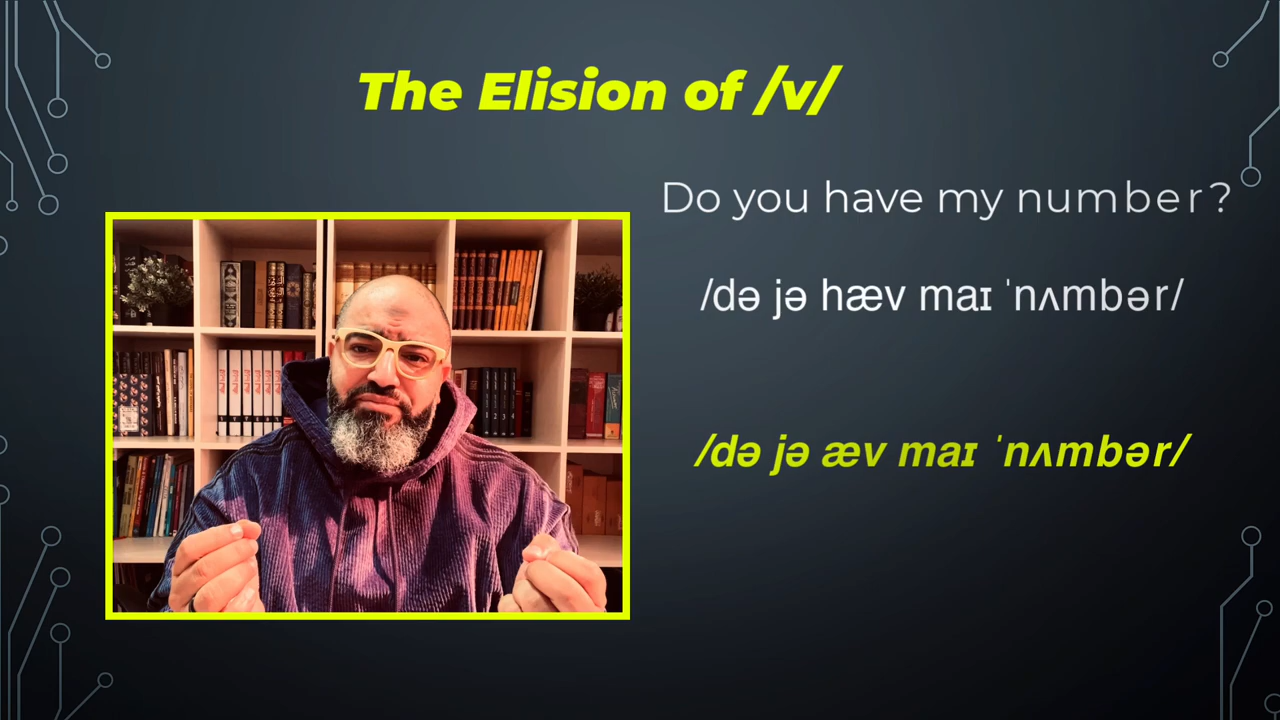 The Elision of /v/
Do you have my number?
/də jə hæv maɪ ˈnʌmbər/
/də jə æv maɪ ˈnʌmbər/